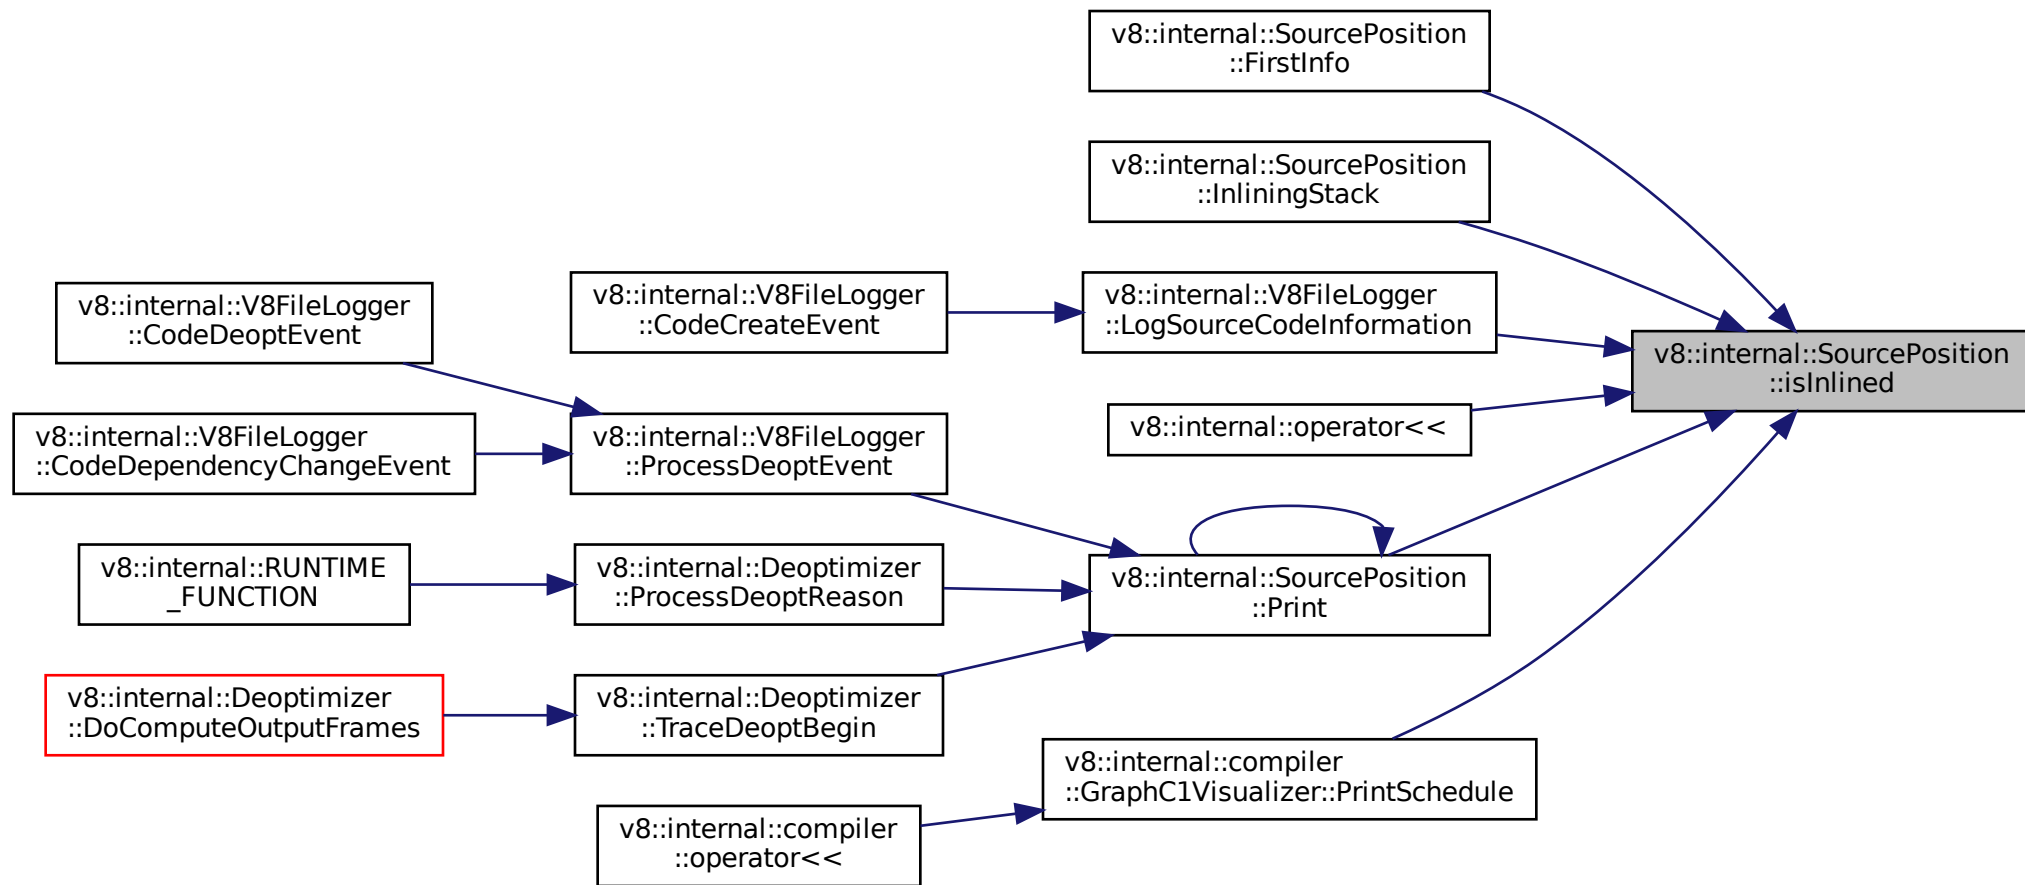 v8::internal::SourcePosition
::FirstInfo
v8::internal::SourcePosition
::InliningStack
v8::internal::V8FileLogger
::CodeDeoptEvent
v8::internal::V8FileLogger
::CodeCreateEvent
v8::internal::V8FileLogger
::LogSourceCodeInformation
v8::internal::SourcePosition
::isInlined
v8::internal::V8FileLogger
::CodeDependencyChangeEvent
v8::internal::V8FileLogger
::ProcessDeoptEvent
v8::internal::operator<<
v8::internal::RUNTIME
_FUNCTION
v8::internal::Deoptimizer
::ProcessDeoptReason
v8::internal::SourcePosition
::Print
v8::internal::Deoptimizer
::DoComputeOutputFrames
v8::internal::Deoptimizer
::TraceDeoptBegin
v8::internal::compiler
::GraphC1Visualizer::PrintSchedule
v8::internal::compiler
::operator<<